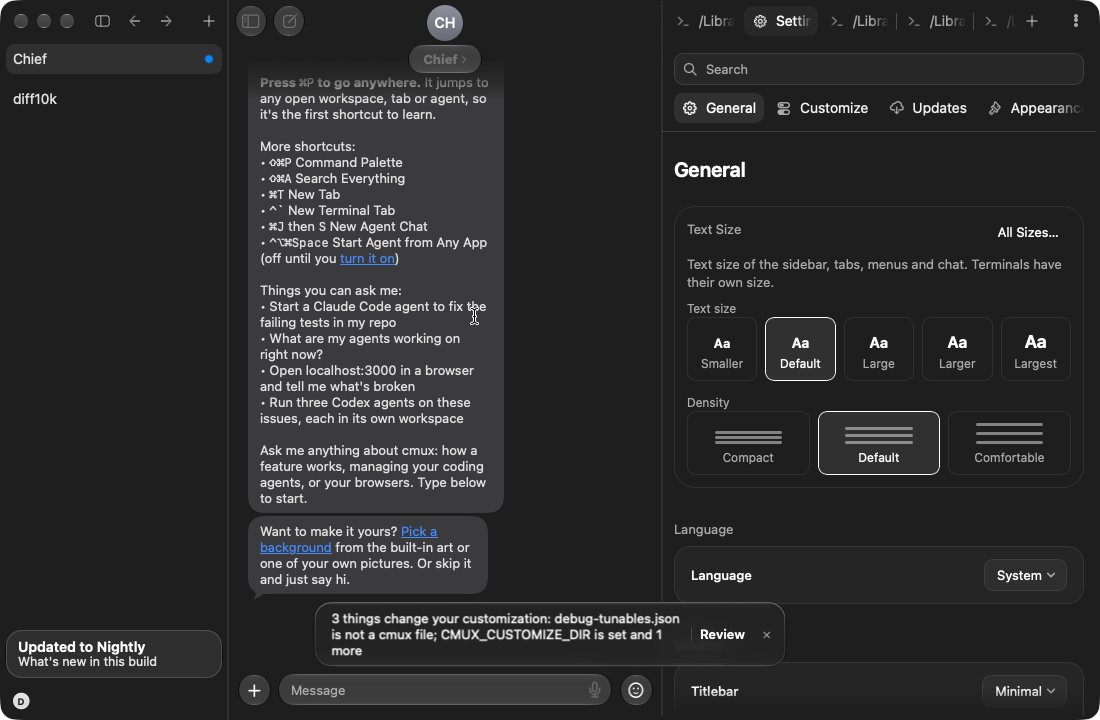 Chief
diff10k
Updated to Nightly
What's new in this build
D
CH
Chief
Press ⌘P to go anywhere. It jumps to
any open workspace, tab or agent, so
it's the first shortcut to learn.
More shortcuts:
• ⇧⌘P Command Palette
• ⇧⌘A Search Everything
• ⌘T New Tab
• ^` New Terminal Tab
• ⌘J then S New Agent Chat
• ^⌥⌘Space Start Agent from Any App
(off until you turn it on)
Things you can ask me:
• Start a Claude Code agent to fix the
failing tests in my repo
• What are my agents working on
right now?
• Open localhost:3000 in a browser
and tell me what's broken
• Run three Codex agents on these
issues, each in its own workspace
Ask me anything about cmux: how a
feature works, managing your coding
agents, or your browsers. Type below
to start.
Want to make it yours? Pick a
background from the built-in art or
one of your own pictures. Or skip it
and just say hi.
3 things change your customization: debug-tunables.json
is not a cmux file; CMUX_CUSTOMIZE_DIR is set and 1
more
Review
Message
/Libra Settin /Libra /Libra
Search
General Customize Updates Appearanc
General
Text Size
All Sizes...
Text size of the sidebar, tabs, menus and chat. Terminals have
their own size.
Text size
Aa Aa Aa Aa Aa
Smaller Default Large Larger Largest
Density
Compact Default Comfortable
Language
Language System
Titlebar Minimal